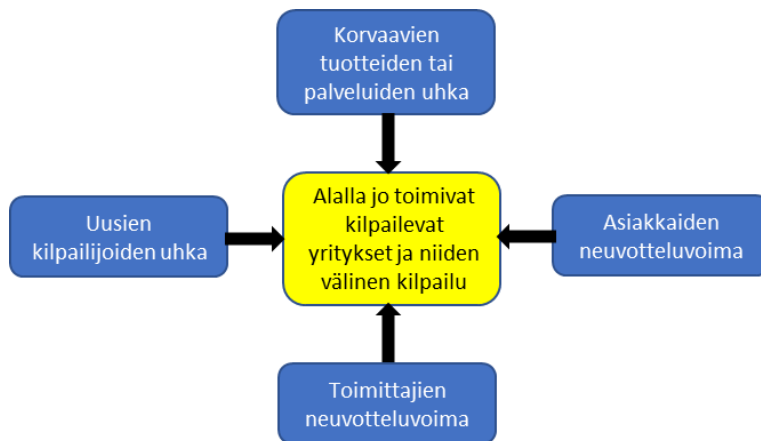 Korvaavien
tuotteiden tai
palveluiden uhka
Uusien
kilpailijoiden uhka
Alalla jo toimivat
kilpailevat
yritykset ja niiden
välinen kilpailu
Asiakkaiden
neuvotteluvoima
Toimittajien
neuvotteluvoima